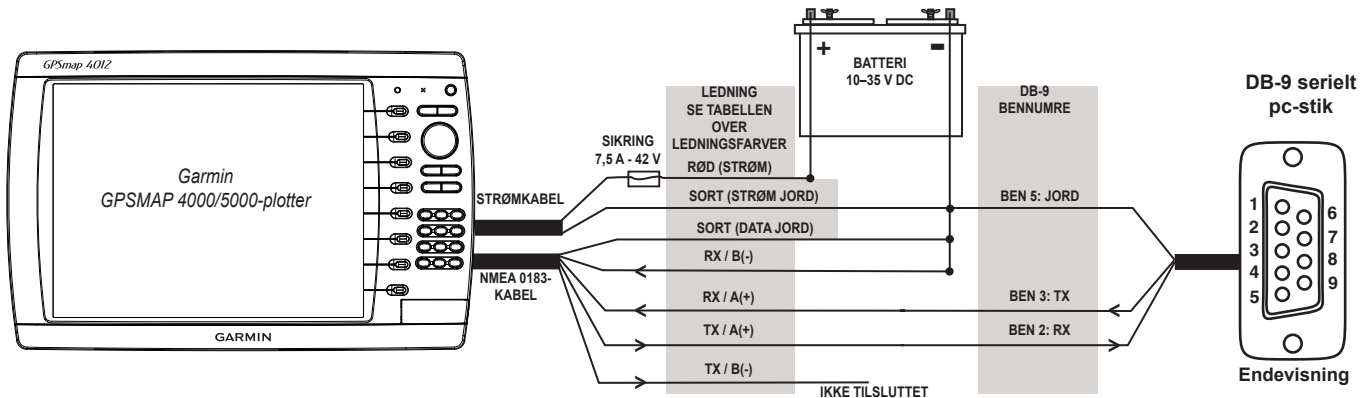 GPSmap 4012
Garmin
GPSMAP 4000/5000-plotter
GARMIN
STRØMKABEL
NMEA 0183-
KABEL
SIKRING
7,5 A - 42 V
LEDNING
SE TABELLEN
OVER
LEDNINGSFARVER
RØD (STRØM)
SORT (STRØM JORD)
SORT (DATA JORD)
RX / B(-)
RX / A(+)
TX / A(+)
TX / B(-)
IKKE TILSLUTTET
+ -
BATTERI
10–35 V DC
DB-9
BENNUMRE
BEN 5: JORD
BEN 3: TX
BEN 2: RX
DB-9 serielt
pc-stik
1
2
3
4
5
6
7
8
9
Endevisning